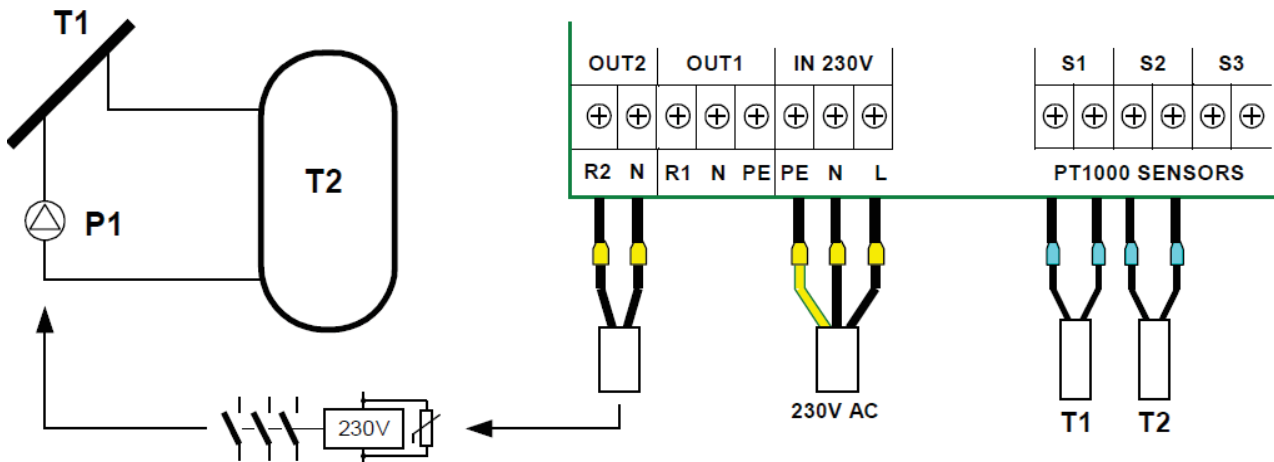 T1
T2
P1
OUT2 OUT1 IN 230V
R2 N R1 N PE PE N L
S1 S2 S3
PT1000 SENSORS
230V
230V AC
T1 T2